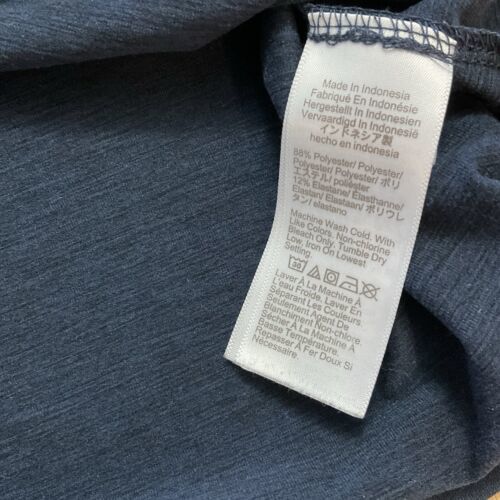 Made In Indonesia
Fabriqué En Indonésie
Hergestellt In Indonesien
Vervaardigd In Indonesië
インドネシア製
hecho en indonesia
88% Polyester/ Polyester/
Polyester/ Polyester/ ポリ
エステル/ poliéster
12% Elastane/ Élasthanne/
Elastan/ Elastaan/ ポリウレ
タン/ elastano
Machine Wash Cold. With
Like Colors. Non-chlorine
Bleach Only. Tumble Dry
Low, Iron On Lowest
Setting.
30
Laver À La Machine À
L'eau Froide. Laver En
Séparant Les Couleurs.
Seulement Agent De
Blanchiment Non-chlore.
Sécher À La Machine À
Basse Température.
Repasser À Fer Doux Si
Nécessaire.